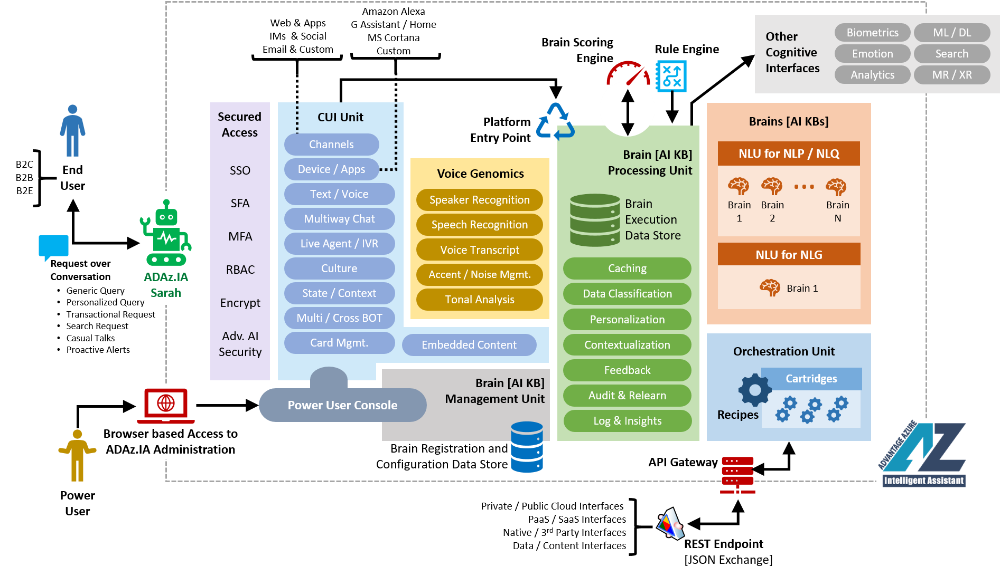 Web & Apps
IMs & Social
Email & Custom
Amazon Alexa
G Assistant / Home
MS Cortana
Custom
Brain Scoring
Engine
Rule Engine
Other
Cognitive
Interfaces
Biometrics
ML / DL
Emotion
Search
Analytics
MR / XR
B2C
B2B
B2E
End
User
Request over
Conversation
• Generic Query
• Personalized Query
• Transactional Request
• Search Request
• Casual Talks
• Proactive Alerts
ADAz.IA
Sarah
Secured
Access
SSO
SFA
MFA
RBAC
Encrypt
Adv. AI
Security
CUI Unit
Channels
Device / Apps
Text / Voice
Multiway Chat
Live Agent / IVR
Culture
State / Context
Multi / Cross BOT
Card Mgmt.
Embedded Content
Voice Genomics
Speaker Recognition
Speech Recognition
Voice Transcript
Accent / Noise Mgmt.
Tonal Analysis
Platform
Entry Point
Brain [AI KB]
Processing Unit
Brain
Execution
Data Store
Caching
Data Classification
Personalization
Contextualization
Feedback
Audit & Relearn
Log & Insights
Brains [AI KBs]
NLU for NLP / NLQ
Brain
1
Brain
2
Brain
N
NLU for NLG
Brain 1
Orchestration Unit
Cartridges
Recipes
Power User Console
Brain [AI KB]
Management Unit
Brain Registration and
Configuration Data Store
Browser based Access to
ADAz.IA Administration
Power
User
API Gateway
Private / Public Cloud Interfaces
PaaS / SaaS Interfaces
Native / 3rd Party Interfaces
Data / Content Interfaces
REST Endpoint
[JSON Exchange]
ADVANTAGE AZURE
AZ
Intelligent Assistant